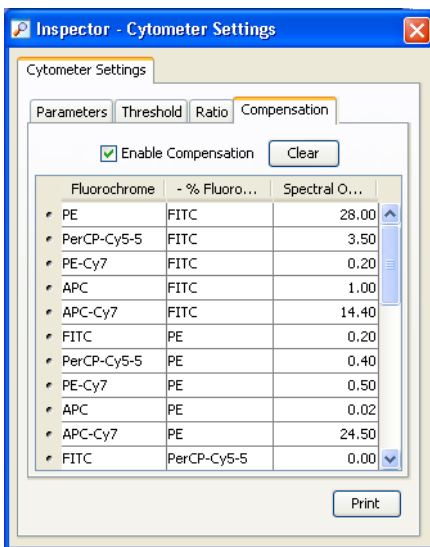 Inspector - Cytometer Settings
Cytometer Settings
Parameters Threshold Ratio Compensation
Enable Compensation Clear
Fluorochrome - % Fluoro... Spectral O...
PE FITC 28.00
PerCP-Cy5-5 FITC 3.50
PE-Cy7 FITC 0.20
APC FITC 1.00
APC-Cy7 FITC 14.40
FITC PE 0.20
PerCP-Cy5-5 PE 0.40
PE-Cy7 PE 0.50
APC PE 0.02
APC-Cy7 PE 24.50
FITC PerCP-Cy5-5 0.00
Print